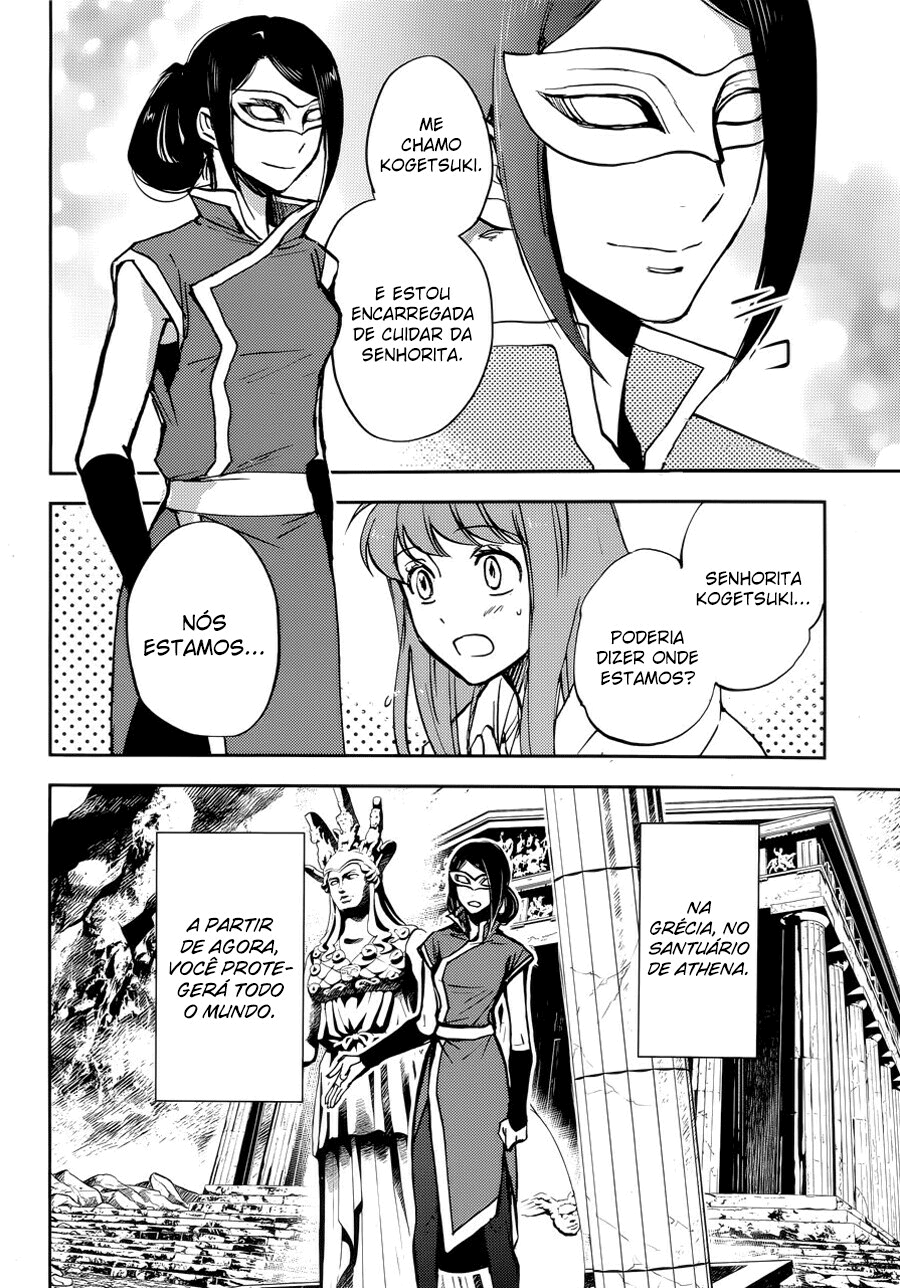 ME
CHAMO
KOGETSUKI.
E ESTOU
ENCARREGADA
DE CUIDAR DA
SENHORITA.
SENHORITA
KOGETSUKI...
PODERIA
DIZER ONDE
ESTAMOS?
NÓS
ESTAMOS...
NA
GRÉCIA, NO
SANTUÁRIO
DE ATHENA.
A PARTIR
DE AGORA,
VOCÊ PROTE-
GERÁ TODO
O MUNDO.